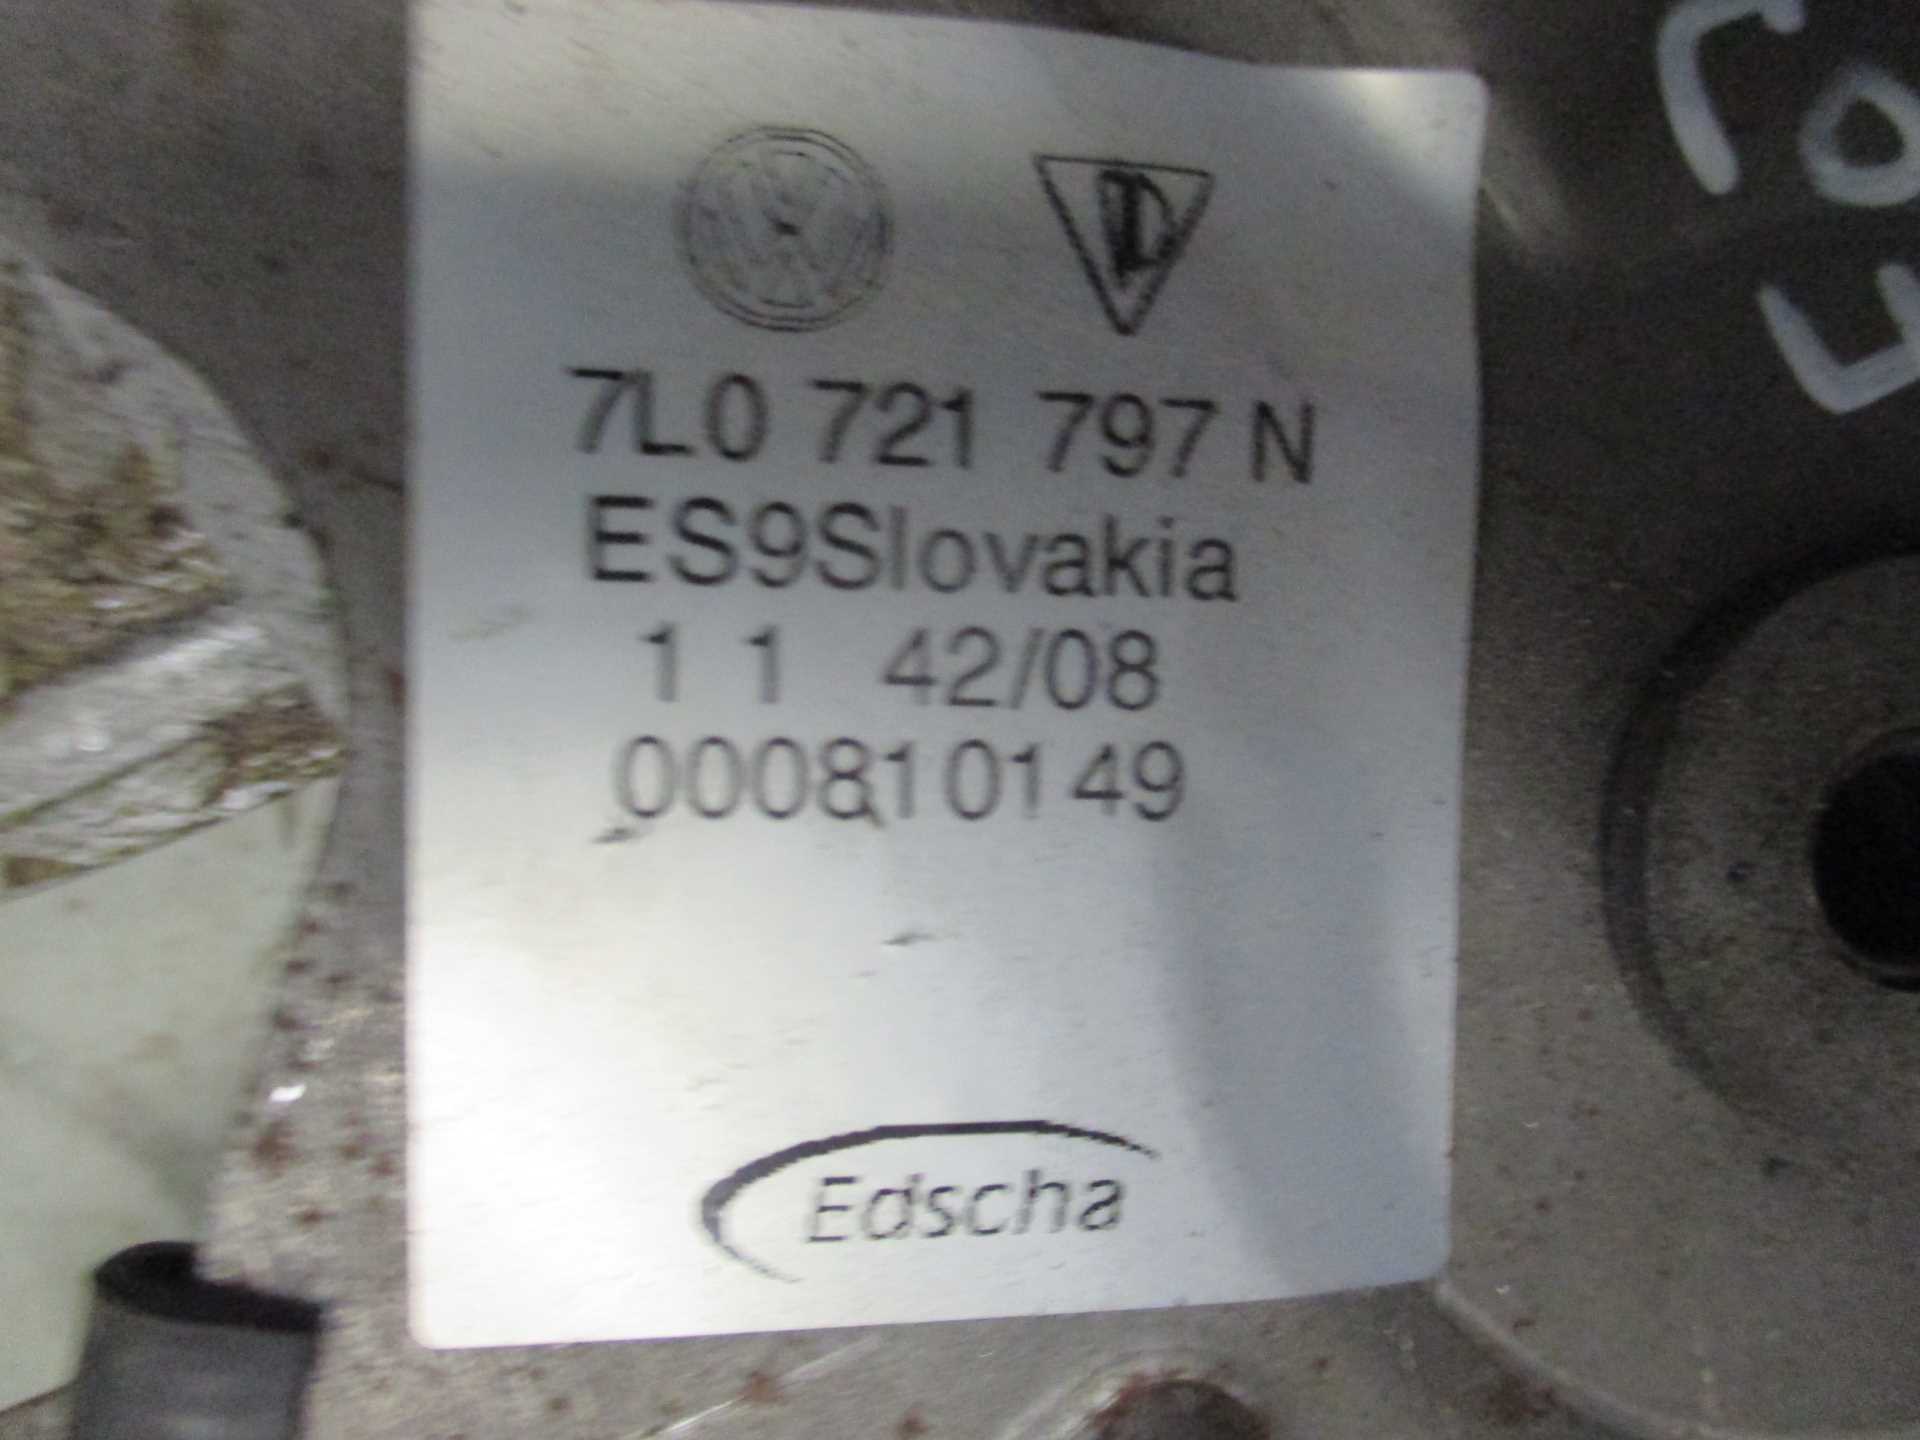 7L0 721 797 N
ES9Slovakia
1 1 42/08
000810149
Edscha